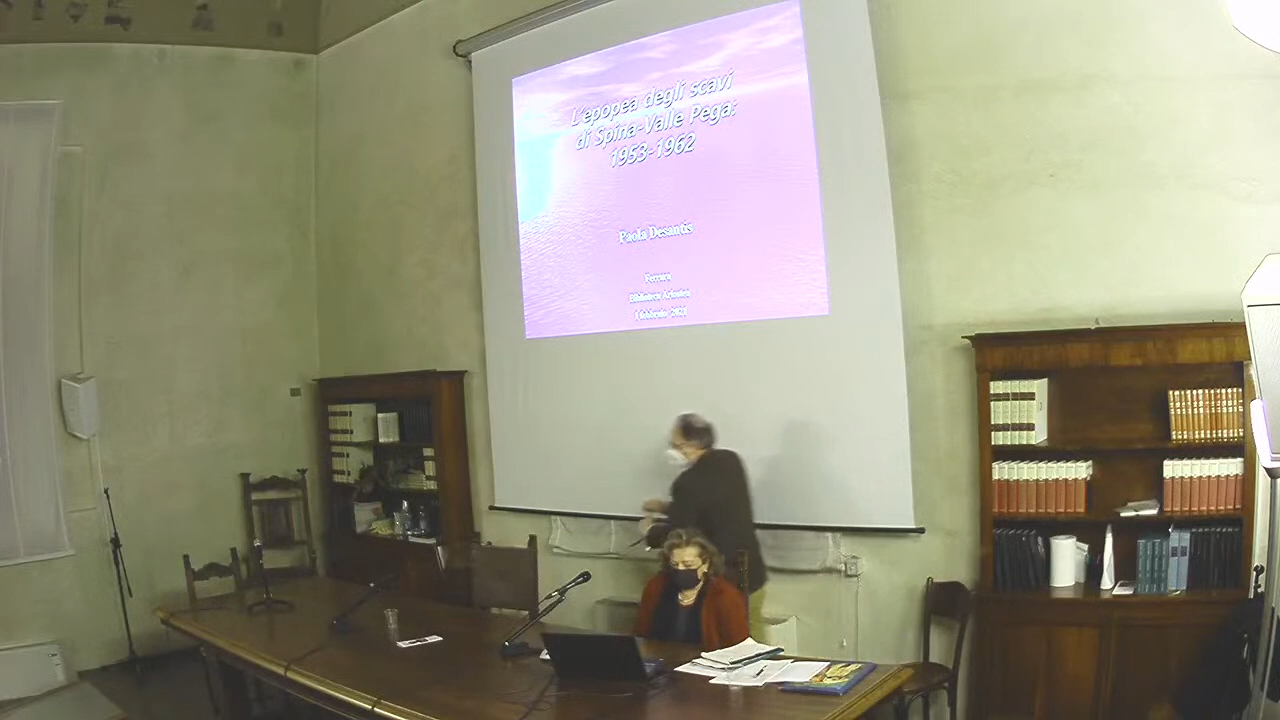 L'epopea degli scavi
di Spina-Valle Pega:
1953-1962
Paola Desantis
Ferrara
Biblioteca Ariostea